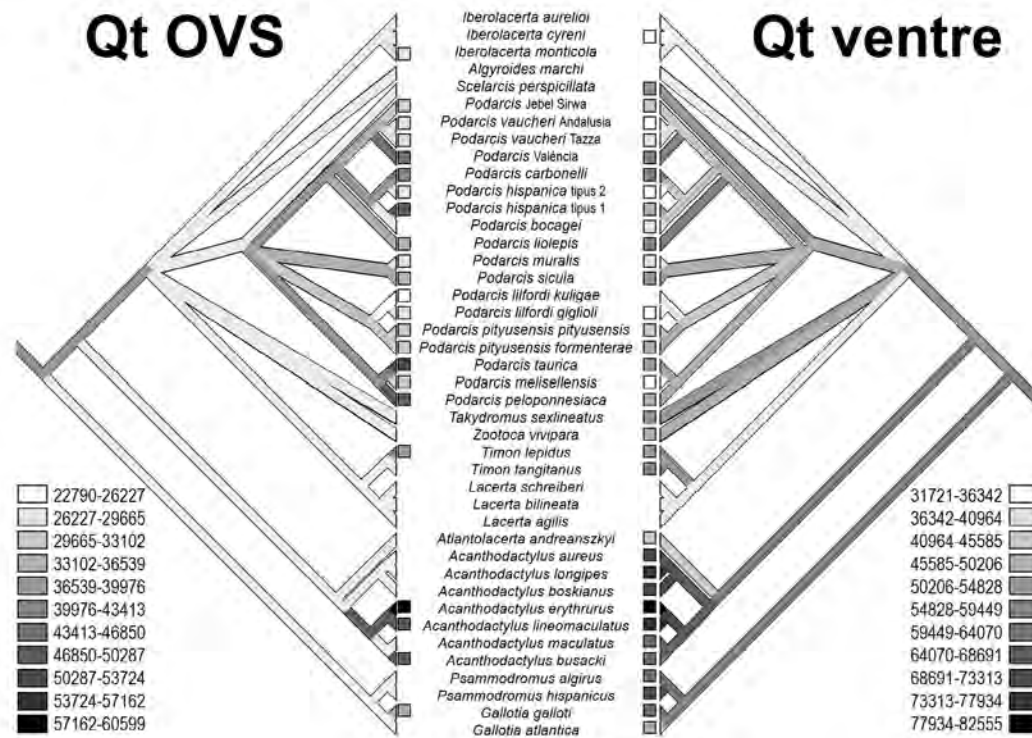 Qt OVS
Qt ventre
Iberolacerta aurelioi
Iberolacerta cyreni
Iberolacerta monticola
Algyroides marchi
Scelarcis perspicillata
Podarcis Jebel Sirwa
Podarcis vaucheri Andalusia
Podarcis vaucheri Tazza
Podarcis València
Podarcis carbonelli
Podarcis hispanica tipus 2
Podarcis hispanica tipus 1
Podarcis bocagei
Podarcis liolepis
Podarcis muralis
Podarcis sicula
Podarcis lilfordi kuligae
Podarcis lilfordi giglioli
Podarcis pityusensis pityusensis
Podarcis pityusensis formenterae
Podarcis taurica
Podarcis melisellensis
Podarcis peloponnesiaca
Takydromus sexlineatus
Zootoca vivipara
Timon lepidus
Timon tangitanus
Lacerta schreiberi
Lacerta bilineata
Lacerta agilis
Atlantolacerta andreanszkyi
Acanthodactylus aureus
Acanthodactylus longipes
Acanthodactylus boskianus
Acanthodactylus erythrurus
Acanthodactylus lineomaculatus
Acanthodactylus maculatus
Acanthodactylus busacki
Psammodromus algirus
Psammodromus hispanicus
Gallotia galloti
Gallotia atlantica
22790-26227
26227-29665
29665-33102
33102-36539
36539-39976
39976-43413
43413-46850
46850-50287
50287-53724
53724-57162
57162-60599
31721-36342
36342-40964
40964-45585
45585-50206
50206-54828
54828-59449
59449-64070
64070-68691
68691-73313
73313-77934
77934-82555